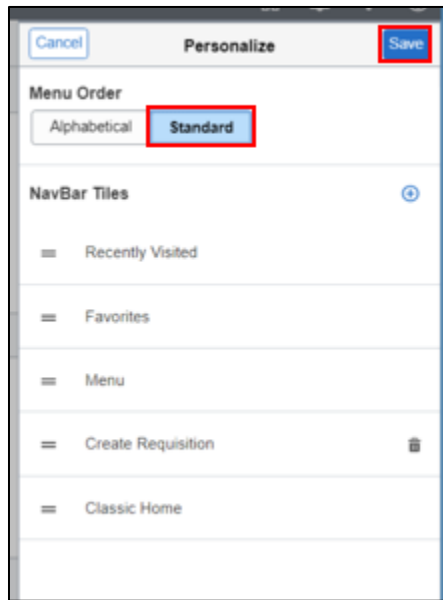 Cancel Personalize Save
Menu Order
Alphabetical Standard
NavBar Tiles
Recently Visited
Favorites
Menu
Create Requisition
Classic Home